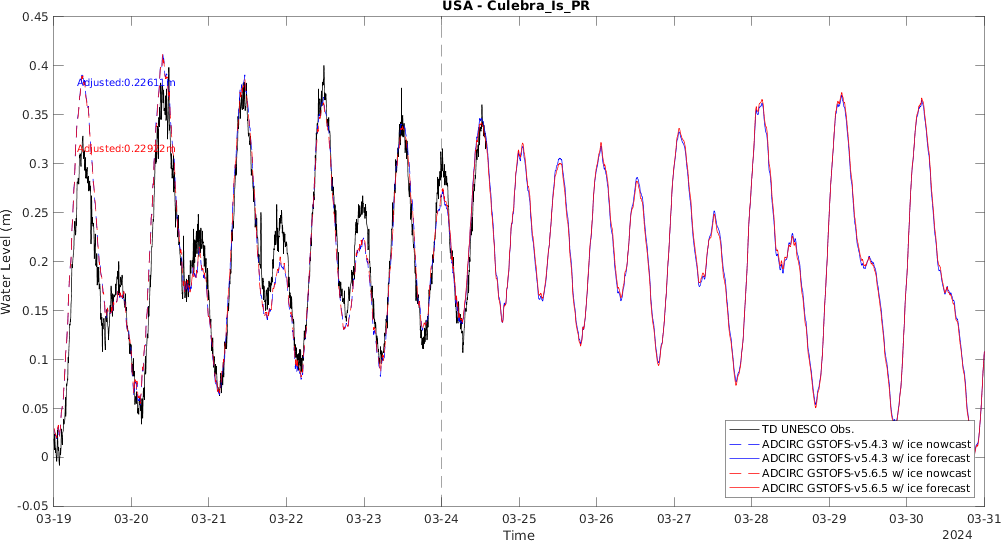 USA - Culebra_Is_PR
0.45
0.4
0.35
0.3
0.25
0.2
0.15
0.1
0.05
0
-0.05
Water Level (m)
Adjusted:0.22611m
Adjusted:0.22922m
TD UNESCO Obs.
ADCIRC GSTOFS-v5.4.3 w/ ice nowcast
ADCIRC GSTOFS-v5.4.3 w/ ice forecast
ADCIRC GSTOFS-v5.6.5 w/ ice nowcast
ADCIRC GSTOFS-v5.6.5 w/ ice forecast
03-19 03-20 03-21 03-22 03-23 03-24 03-25 03-26 03-27 03-28 03-29 03-30 03-31
Time
2024